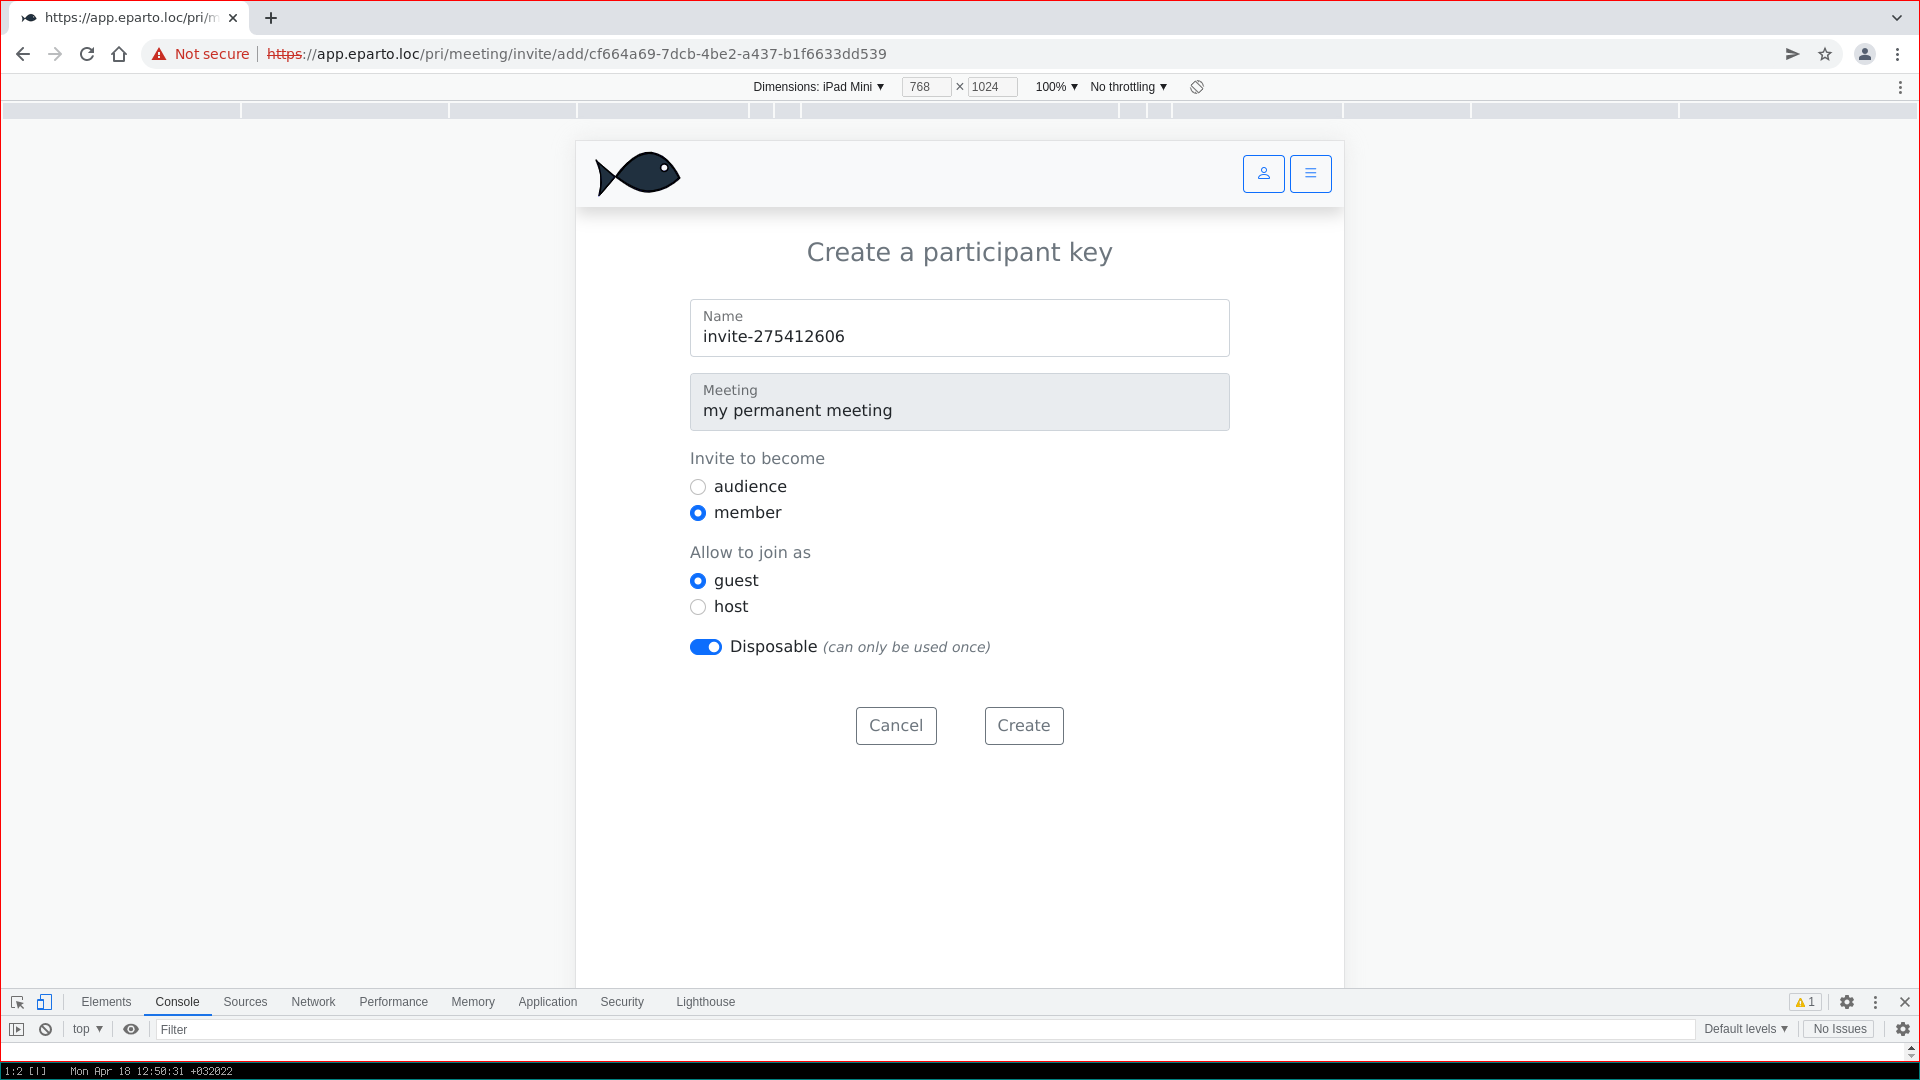 https://app.eparto.loc/pri/m
Not secure https://app.eparto.loc/pri/meeting/invite/add/cf664a69-7dcb-4be2-a437-b1f6633dd539
Dimensions: iPad Mini ▼ 768 × 1024 100% ▼ No throttling ▼
Create a participant key
Name
invite-275412606
Meeting
my permanent meeting
Invite to become
audience
member
Allow to join as
guest
host
Disposable (can only be used once)
Cancel Create
Elements Console Sources Network Performance Memory Application Security Lighthouse 1
top ▼ Filter Default levels ▼ No Issues
1:2 [|] Mon Apr 18 12:50:31 +032022